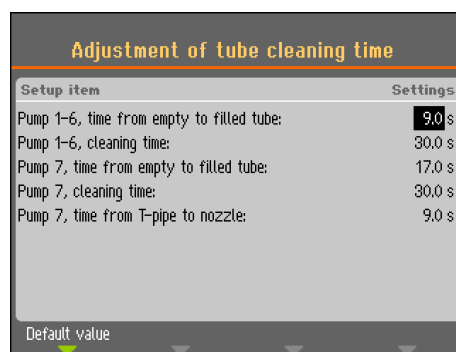 Adjustment of tube cleaning time
Setup item Settings
Pump 1-6, time from empty to filled tube: 9.0 s
Pump 1-6, cleaning time: 30.0 s
Pump 7, time from empty to filled tube: 17.0 s
Pump 7, cleaning time: 30.0 s
Pump 7, time from T-pipe to nozzle: 9.0 s
Default value